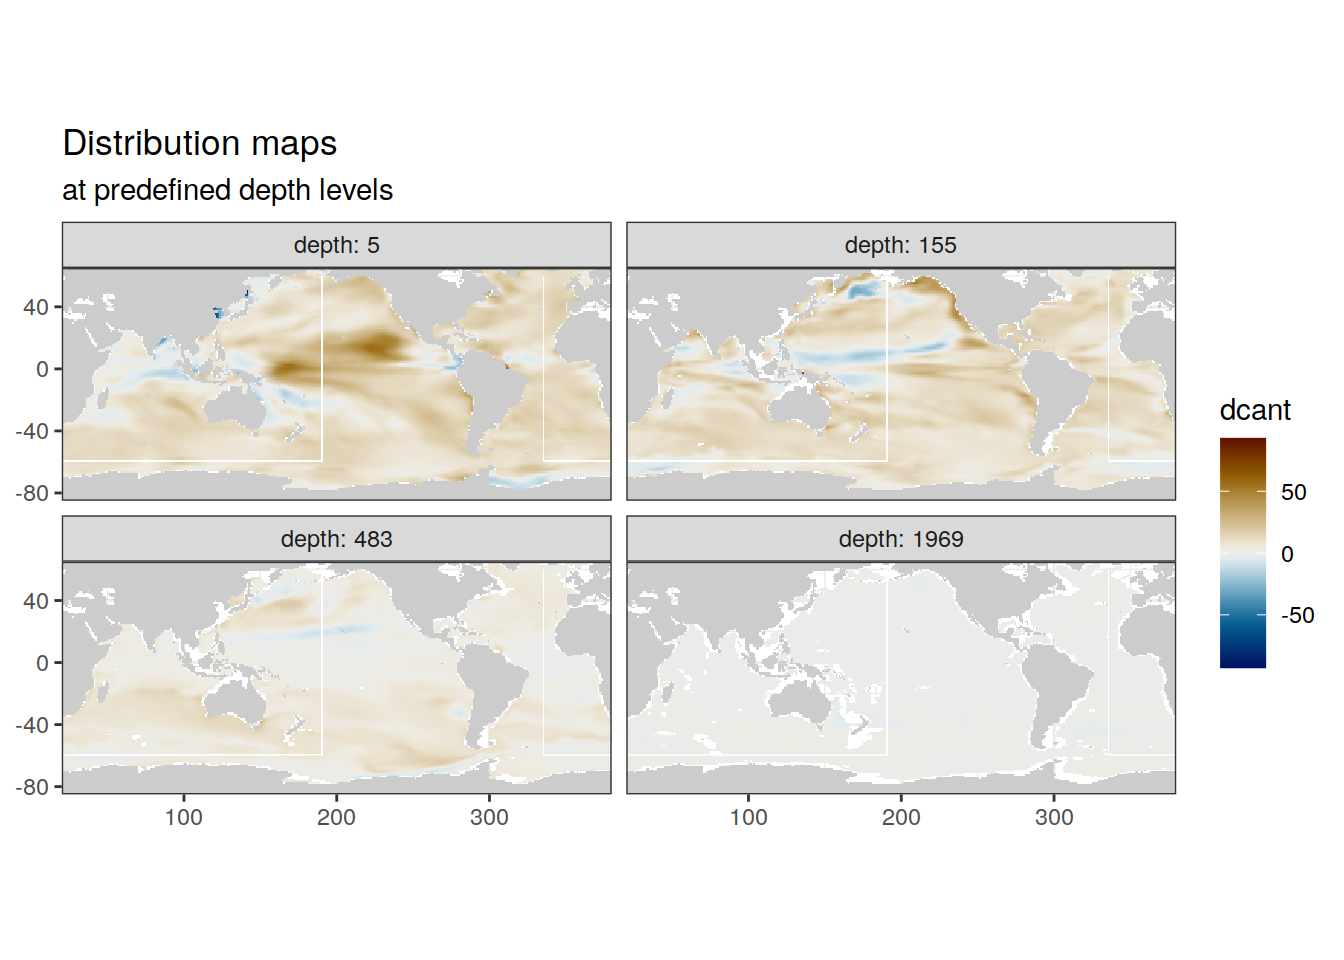 Distribution maps
at predefined depth levels
depth: 5
depth: 155
40
0
-40
-80
dcant
50
0
-50
depth: 483
depth: 1969
40
0
-40
-80
100
200
300
100
200
300